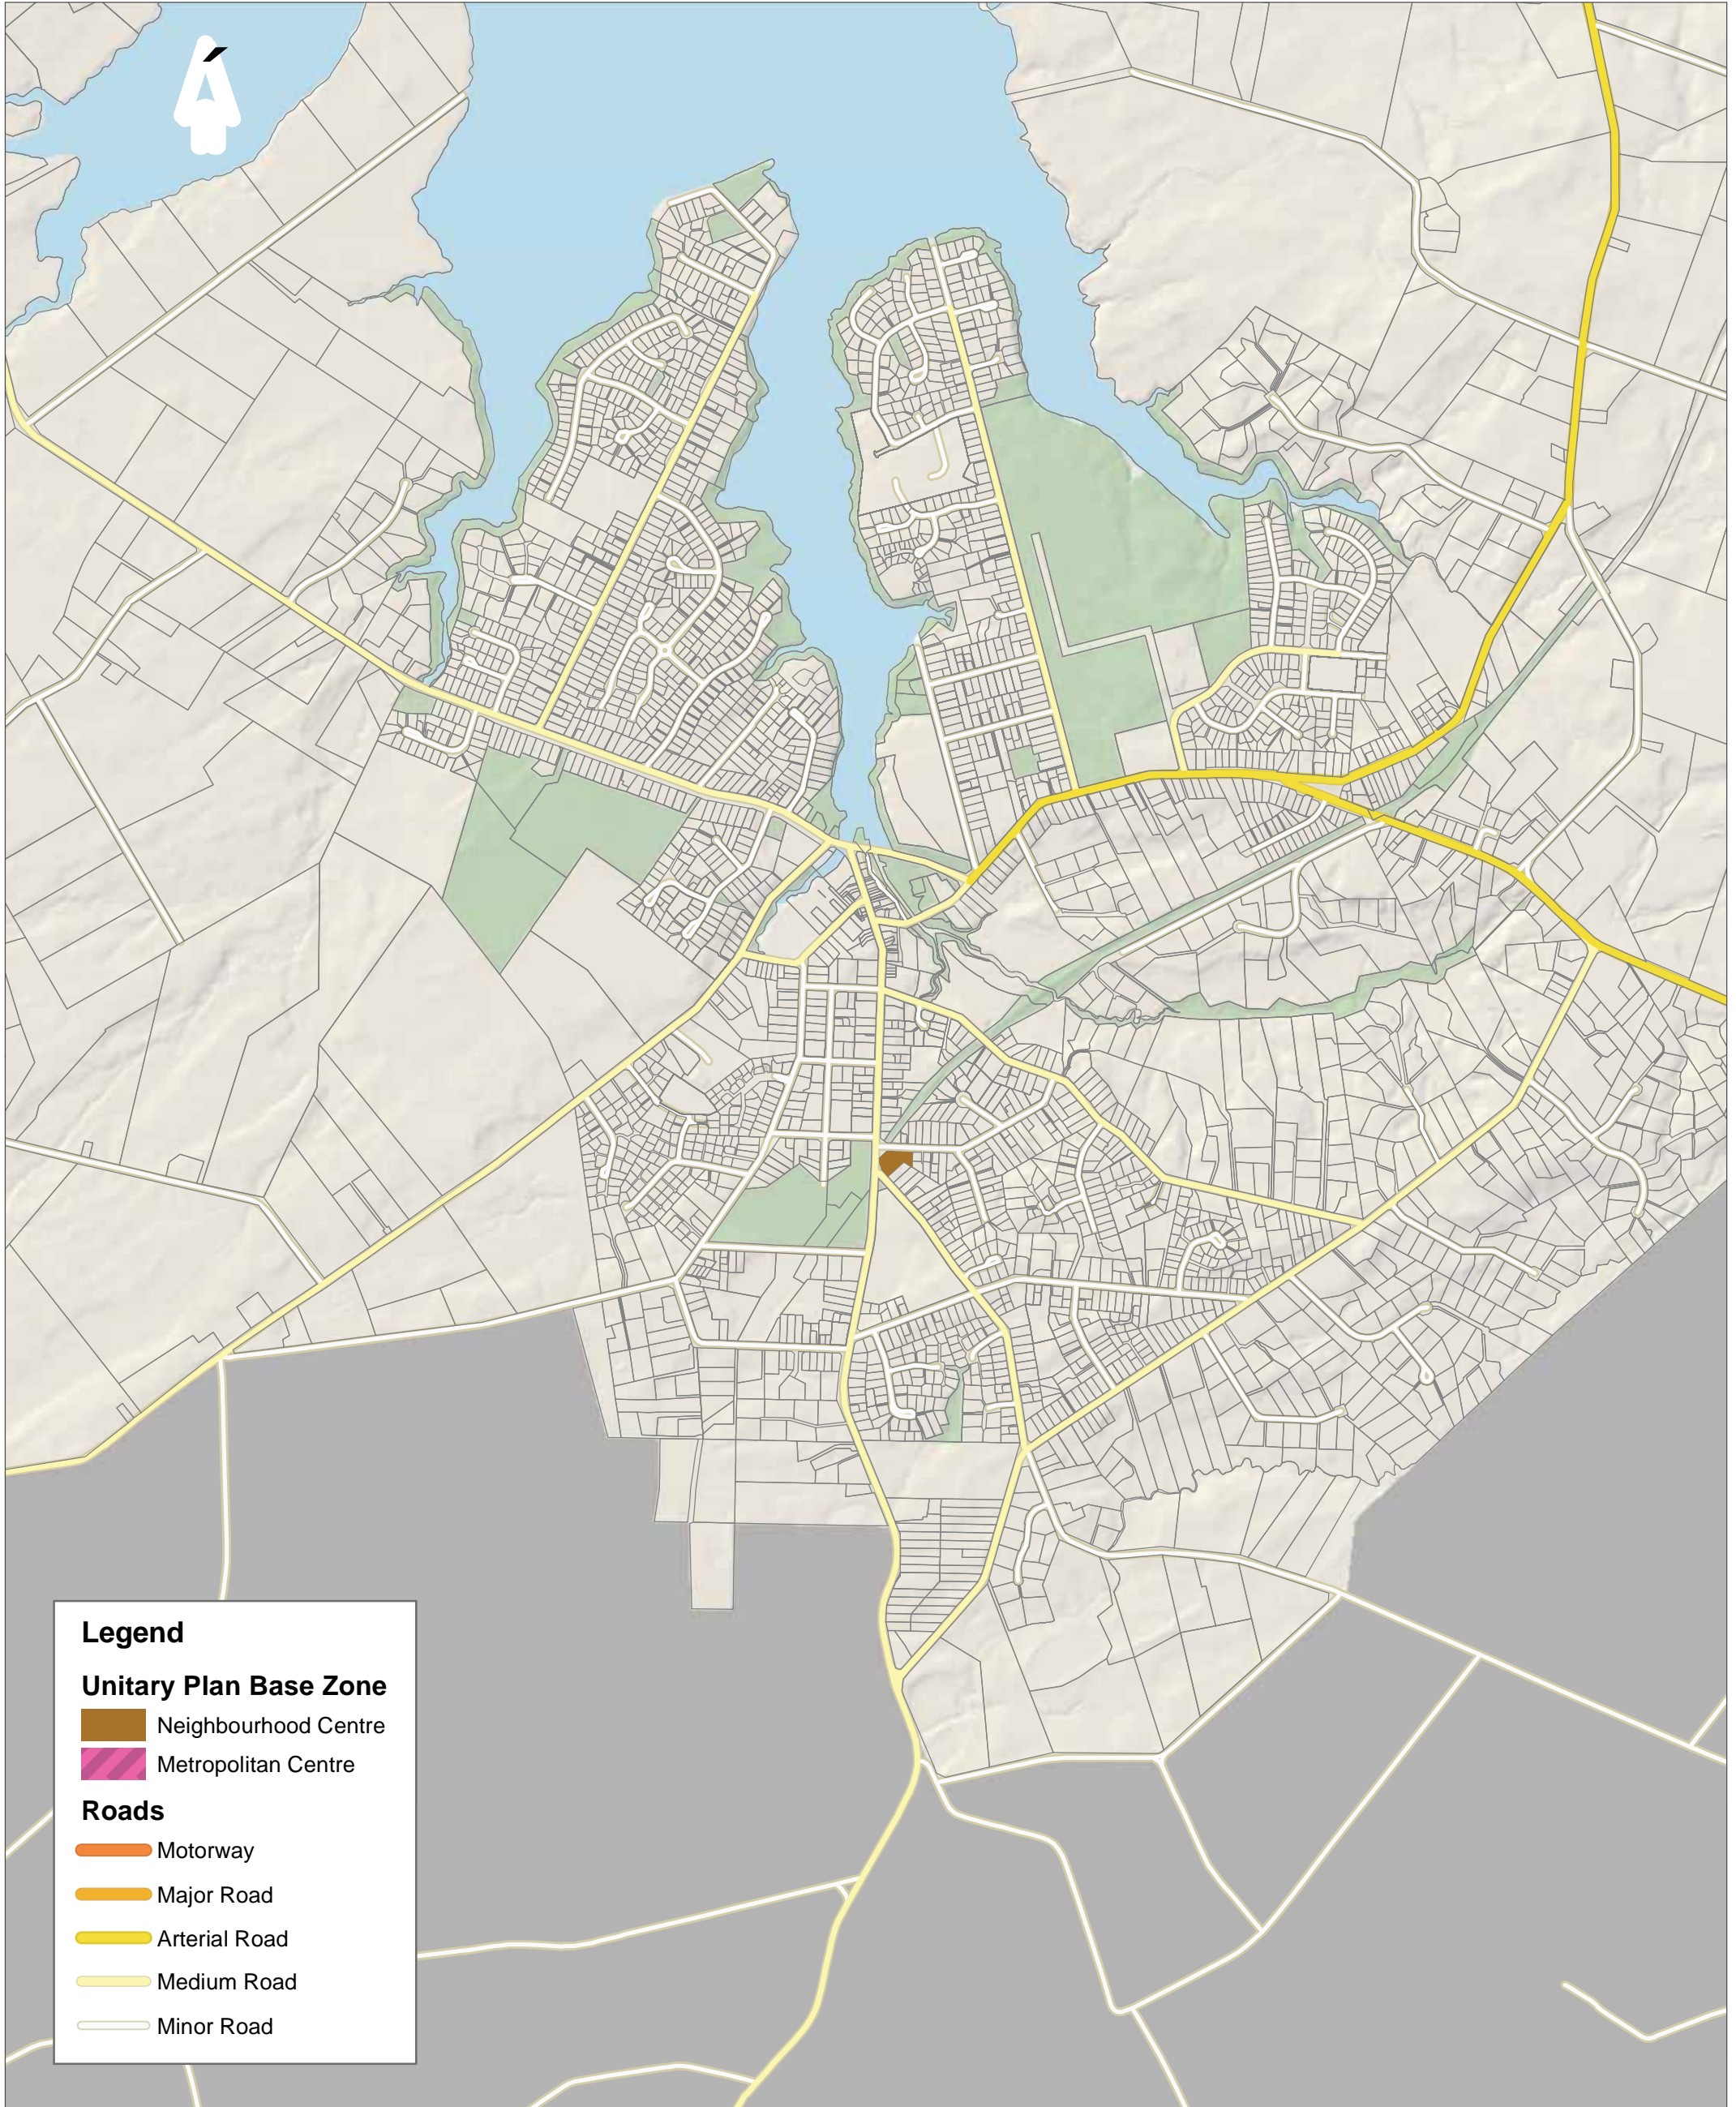 Legend
Unitary Plan Base Zone
Neighbourhood Centre
Metropolitan Centre
Roads
Motorway
Major Road
Arterial Road
Medium Road
Minor Road